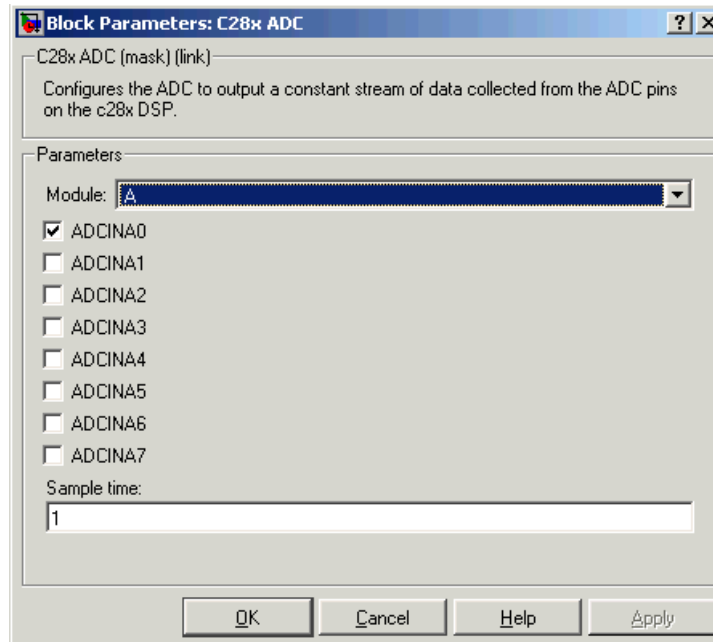 Block Parameters: C28x ADC
C28x ADC (mask) (link)
Configures the ADC to output a constant stream of data collected from the ADC pins
on the c28x DSP.
Parameters
Module: A
ADCINA0
ADCINA1
ADCINA2
ADCINA3
ADCINA4
ADCINA5
ADCINA6
ADCINA7
Sample time:
1
OK Cancel Help Apply